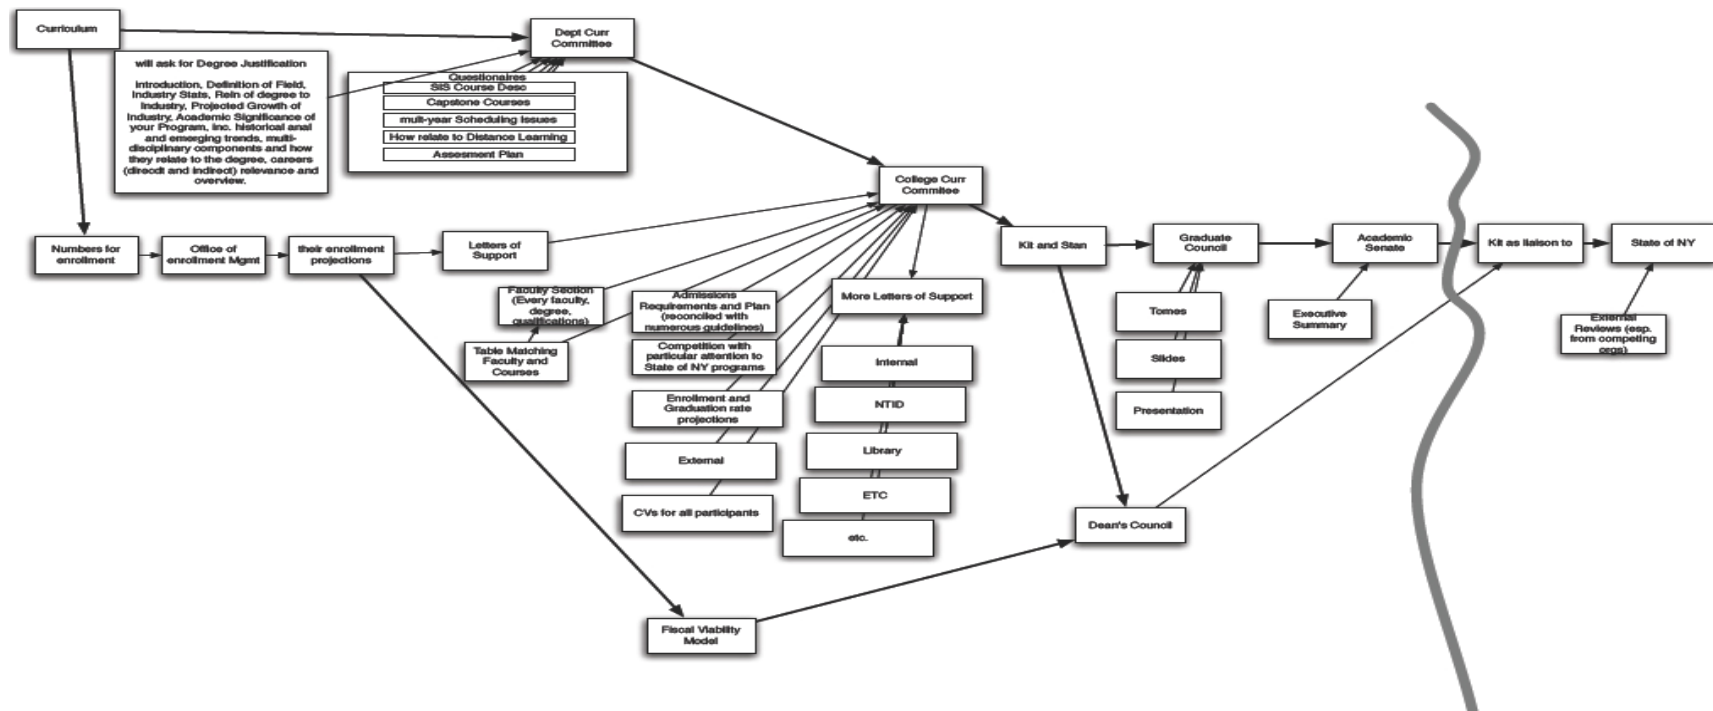 Curriculum
Dept Curr
Committee
will ask for Degree Justification
Introduction, Definition of Field,
Industry Stats, Reln of degree to
Industry, Projected Growth of
Industry, Academic Significance of
your Program, inc. historical anal
and emerging trends, multi-
disciplinary components and how
they relate to the degree, careers
(direcdt and indirect) relevance and
overview.
Questionaires
SIS Course Desc
Capstone Courses
mult-year Scheduling Issues
How relate to Distance Learning
Assesment Plan
College Curr
Commitee
Numbers for
enrollment
Office of
enrollment Mgmt
their enrollment
projections
Letters of
Support
Kit and Stan
Graduate
Council
Academic
Senate
Kit as liaison to
State of NY
Faculty Section
(Every faculty,
degree,
qualifications)
Table Matching
Faculty and
Courses
Admissions
Requirements and Plan
(reconciled with
numerous guidelines)
Competition with
particular attention to
State of NY programs
Enrollment and
Graduation rate
projections
External
CVs for all participants
More Letters of Support
Internal
NTID
Library
ETC
etc.
Tomes
Slides
Presentation
Executive
Summary
External
Reviews (esp.
from competing
orgs)
Dean's Council
Fiscal Viability
Model